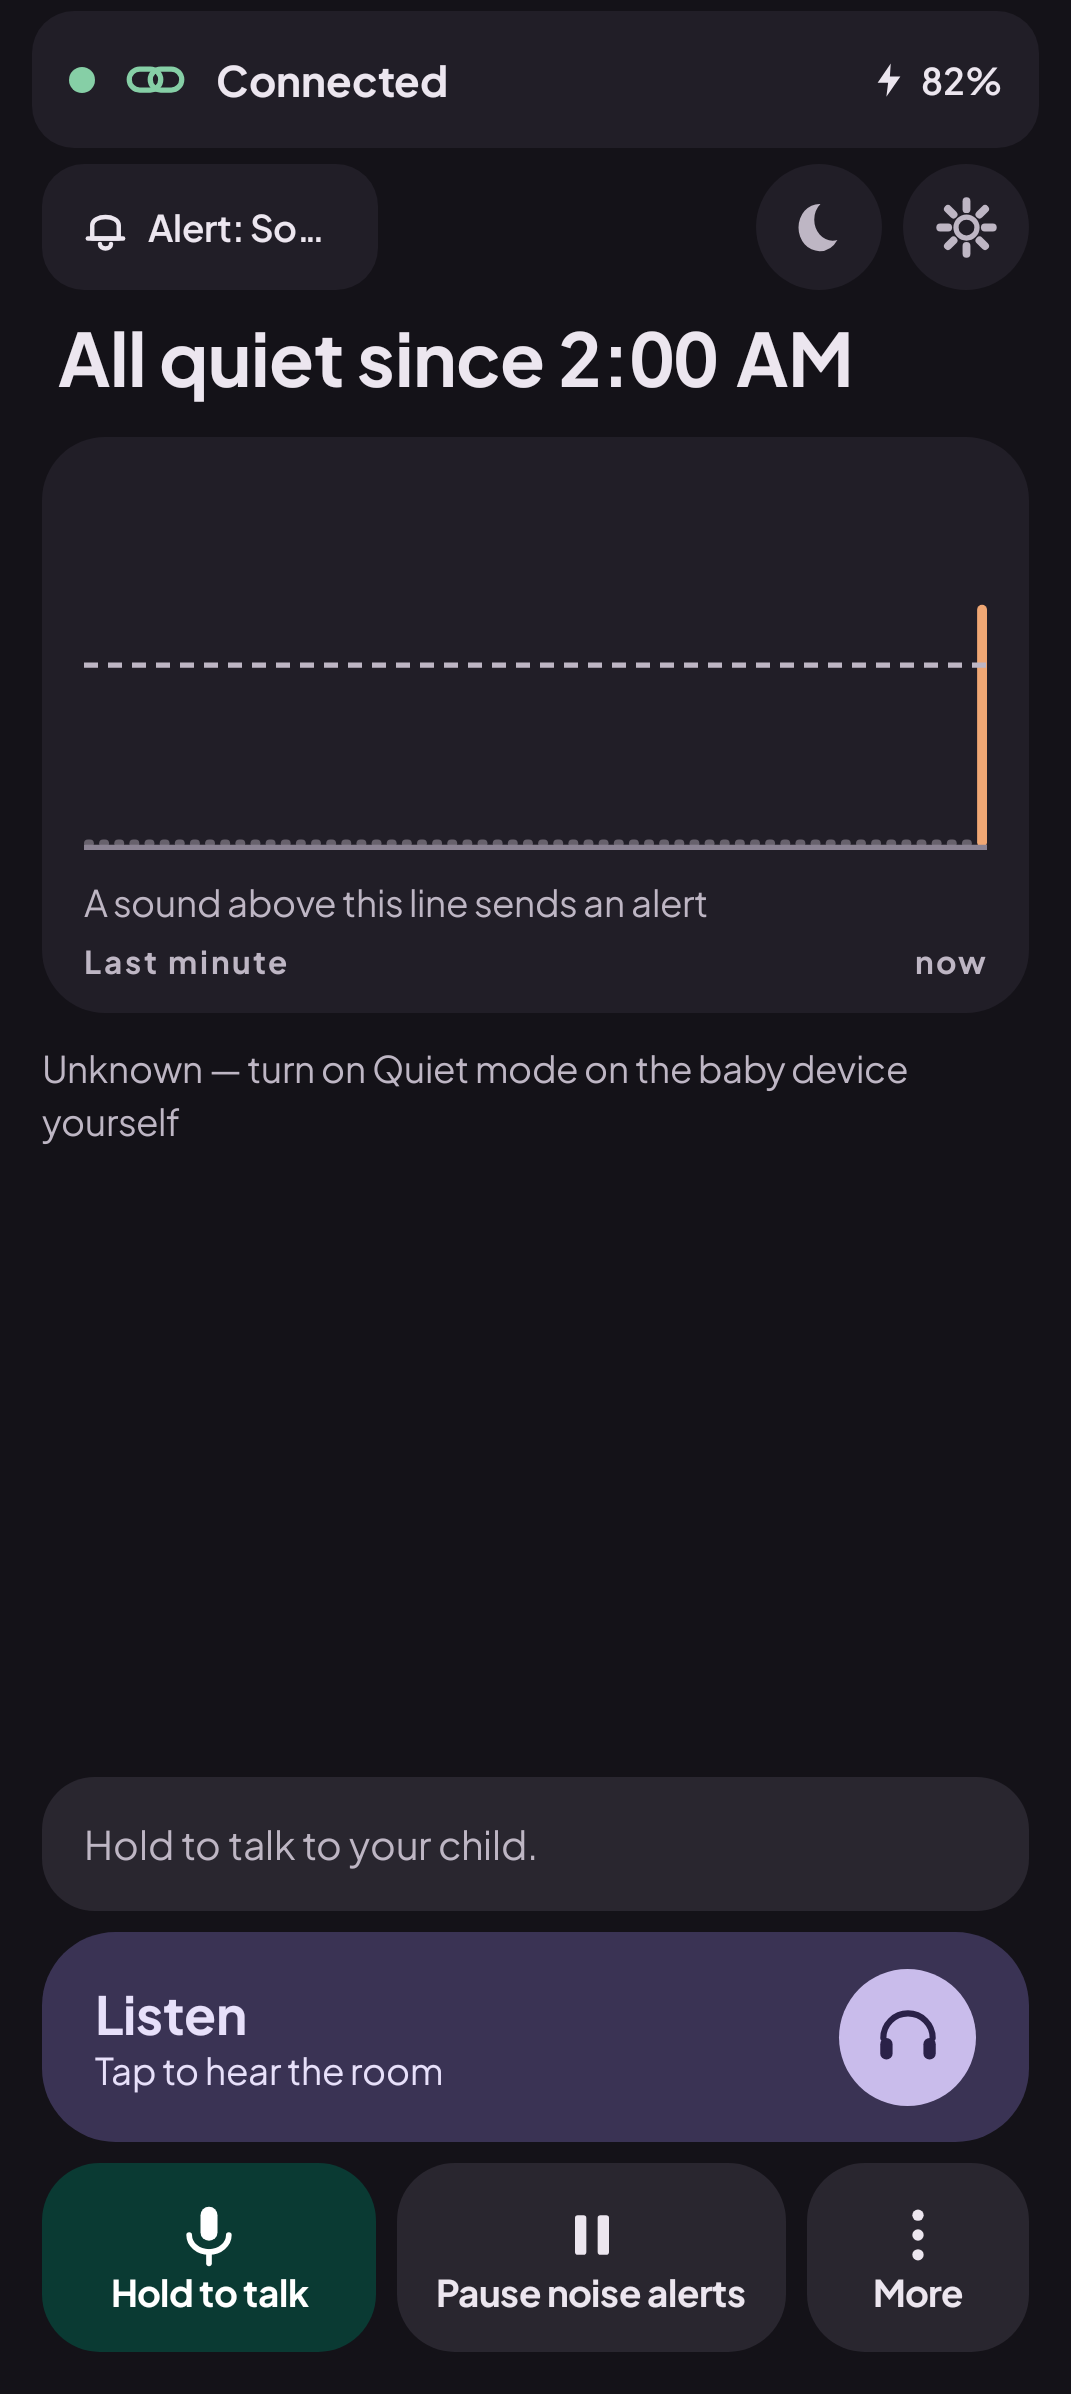 Connected
82%
Alert: So...
All quiet since 2:00 AM
A sound above this line sends an alert
Last minute
now
Unknown — turn on Quiet mode on the baby device
yourself
Hold to talk to your child.
Listen
Tap to hear the room
Hold to talk
Pause noise alerts
More